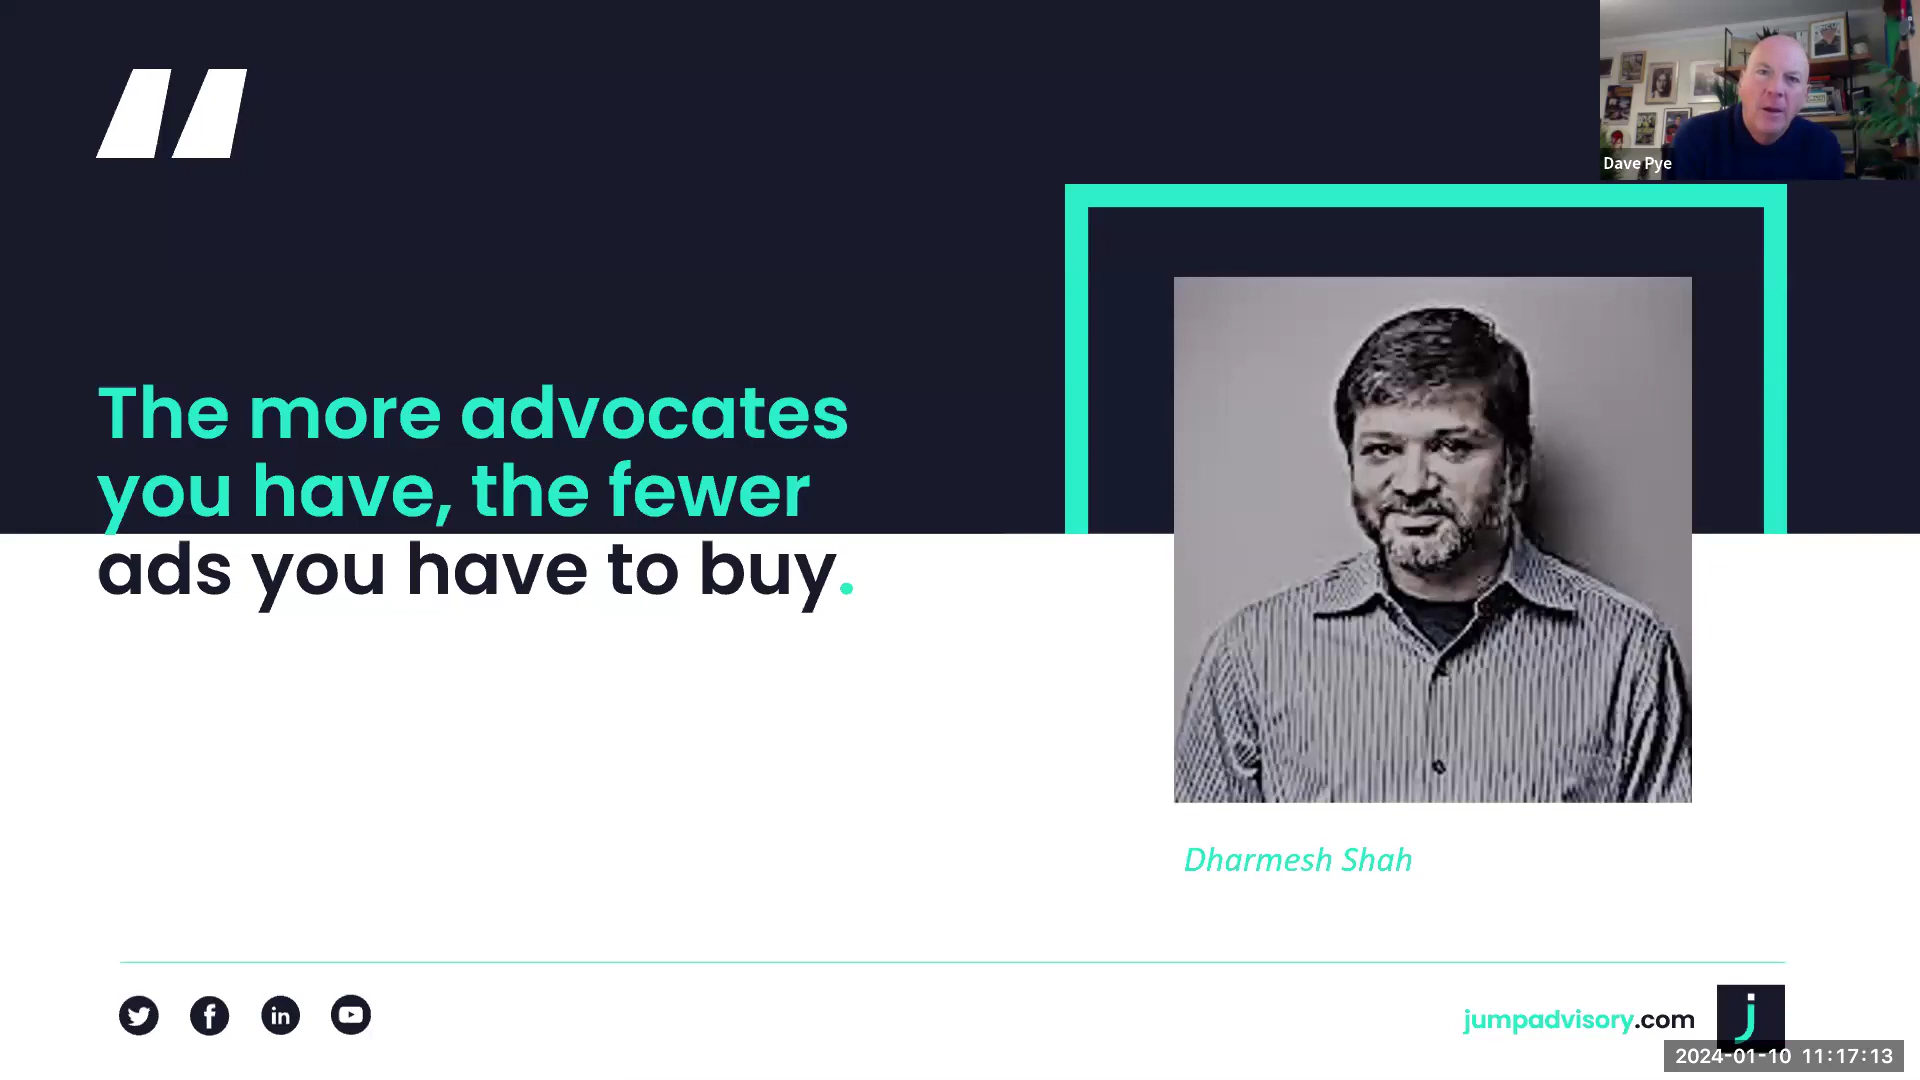 Dave Pye
The more advocates
you have, the fewer
ads you have to buy.
Dharmesh Shah
jumpadvisory.com
j
2024-01-10 11:17:13